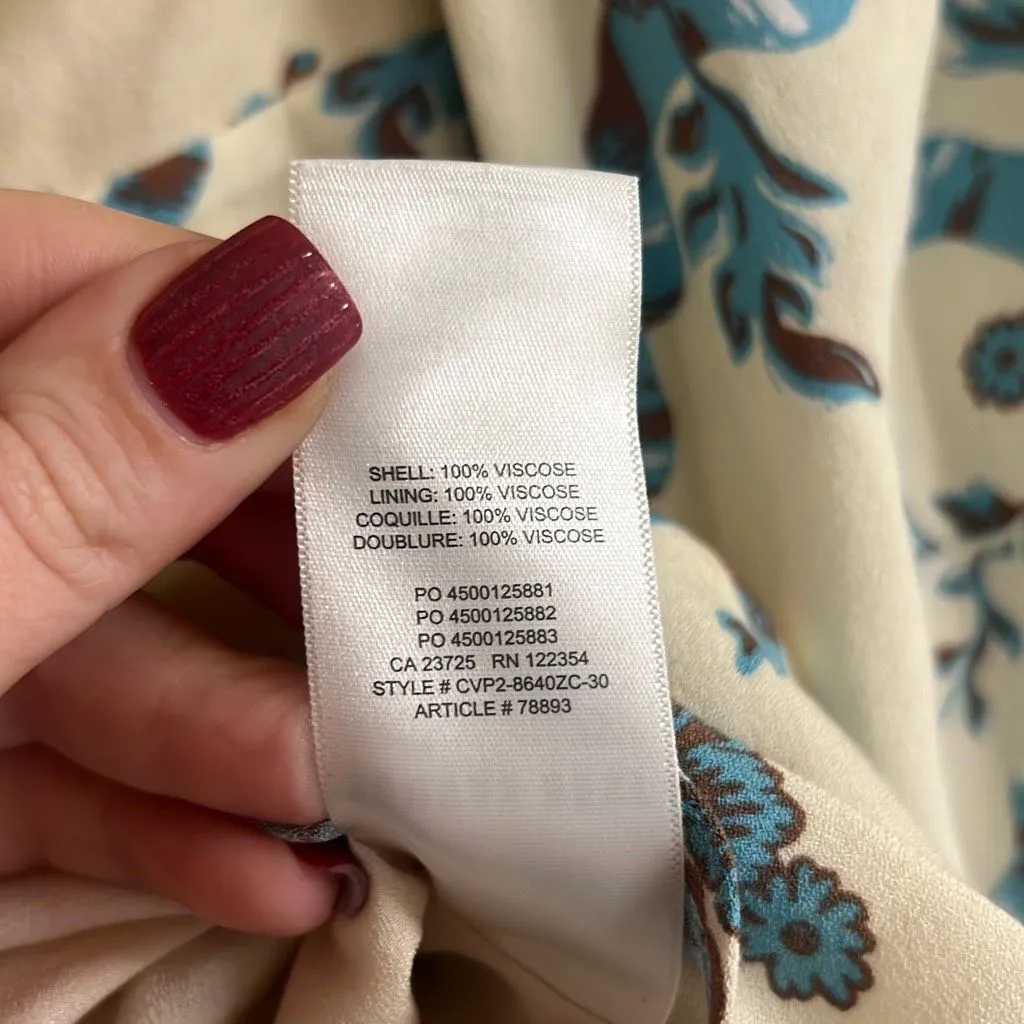 SHELL: 100% VISCOSE
LINING: 100% VISCOSE
COQUILLE: 100% VISCOSE
DOUBLURE: 100% VISCOSE
PO 4500125881
PO 4500125882
PO 4500125883
CA 23725 RN 122354
STYLE # CVP2-8640ZC-30
ARTICLE # 78893